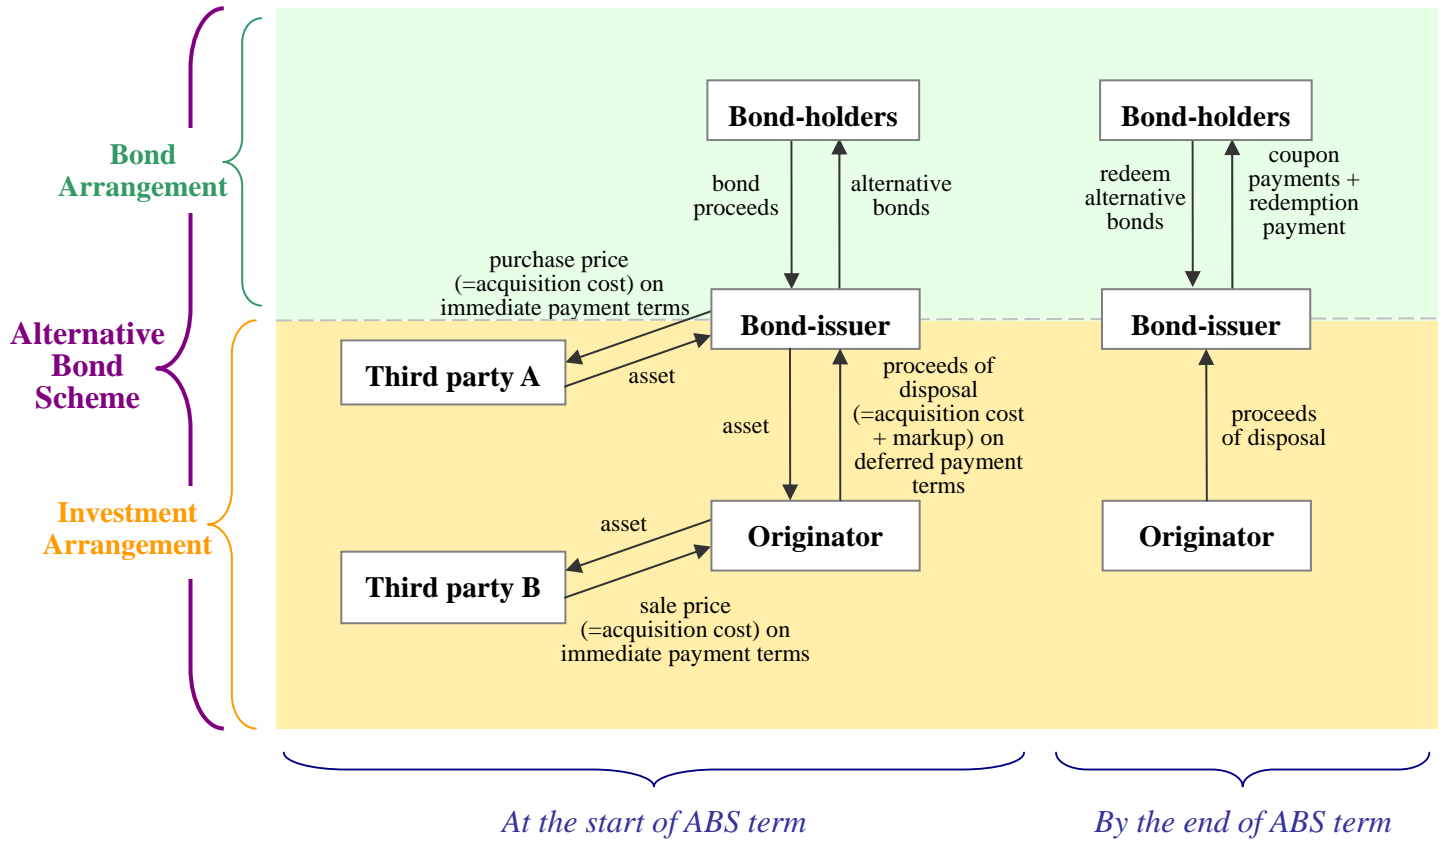 Bond-holders
Bond-holders
Bond
Arrangement
bond
proceeds
alternative
bonds
redeem
alternative
bonds
coupon
payments +
redemption
payment
purchase price
(=acquisition cost) on
immediate payment terms
Bond-issuer
Bond-issuer
Alternative
Bond
Scheme
Third party A
asset
asset
proceeds of
disposal
(=acquisition cost
+ markup) on
deferred payment
terms
proceeds
of disposal
Investment
Arrangement
asset
Originator
Originator
Third party B
sale price
(=acquisition cost) on
immediate payment terms
At the start of ABS term
By the end of ABS term